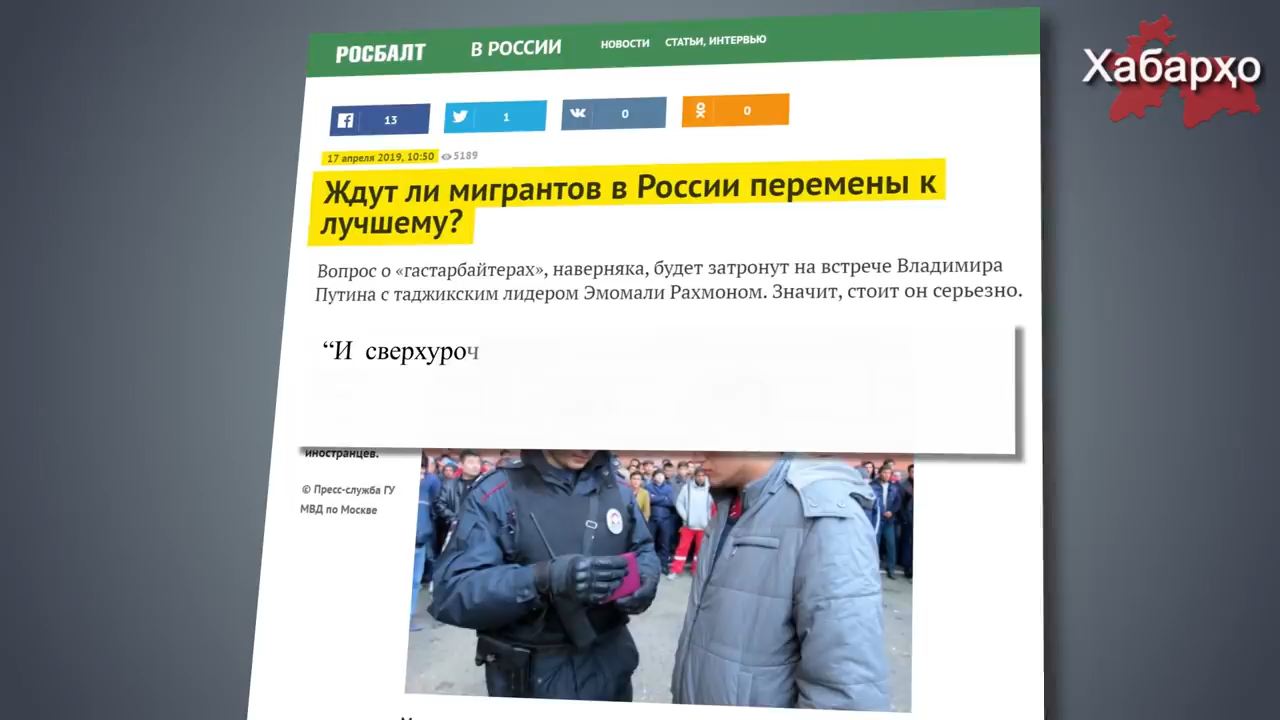 РОСБАЛТ В РОССИИ НОВОСТИ СТАТЬИ, ИНТЕРВЬЮ
Хабарҳо
13 1 0 0
17 апреля 2019, 10:50 5189
Ждут ли мигрантов в России перемены к
лучшему?
Вопрос о «гастарбайтерах», наверняка, будет затронут на встрече Владимира
Путина с таджикским лидером Эмомали Рахмоном. Значит, стоит он серьезно.
“И сверхуроч
иностранцев.
© Пресс-служба ГУ
МВД по Москве